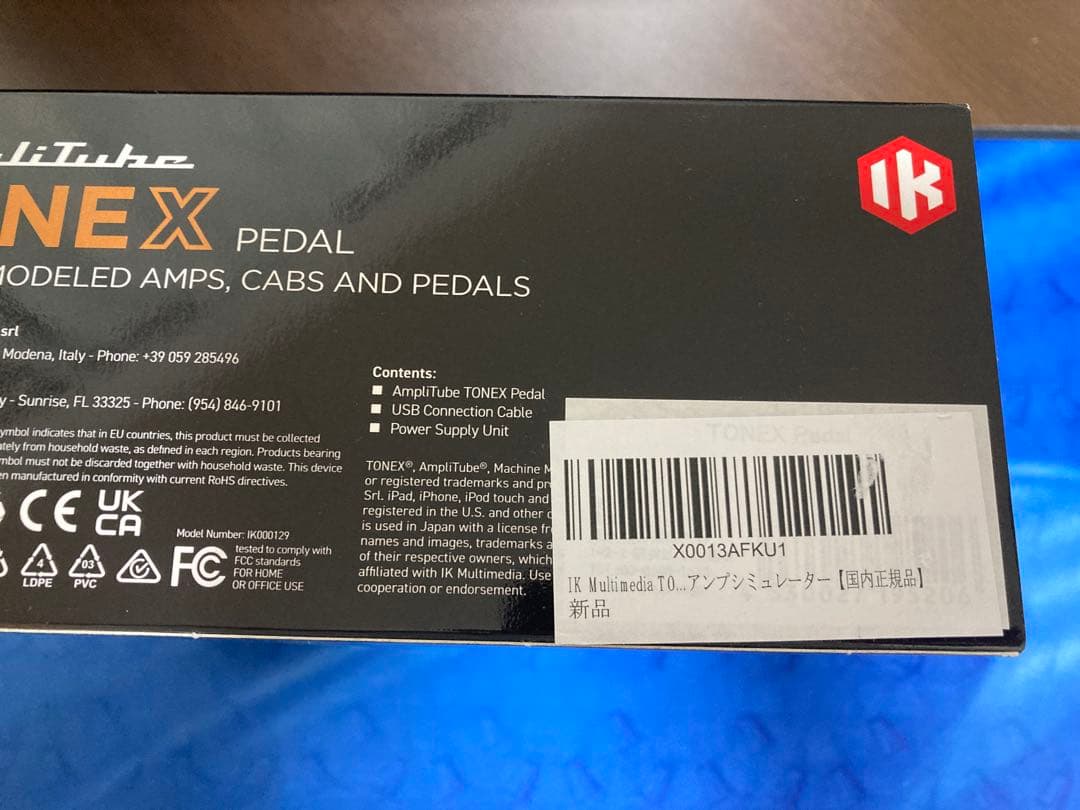 pliTube
NEX PEDAL
MODELED AMPS, CABS AND PEDALS
srl
Modena, Italy - Phone: +39 059 285496
y - Sunrise, FL 33325 - Phone: (954) 846-9101
ymbol indicates that in EU countries, this product must be collected
ately from household waste, as defined in each region. Products bearing
mbol must not be discarded together with household waste. This device
en manufactured in conformity with current RoHS directives.
CE UK CA
Model Number: IK000129
4 LDPE
03 PVC
FC tested to comply with
FCC standards
FOR HOME
OR OFFICE USE
Contents:
AmpliTube TONEX Pedal
USB Connection Cable
Power Supply Unit
TONEX®, AmpliTube®, Machine M
or registered trademarks and pr
Srl. iPad, iPhone, iPod touch and
registered in the U.S. and other c
is used in Japan with a license fr
names and images, trademarks a
of their respective owners, which
affiliated with IK Multimedia. Use
cooperation or endorsement.
IK
TONEX Pedal
X0013AFKU1
IK Multimedia TO...アンプシミュレーター【国内正規品】
新品